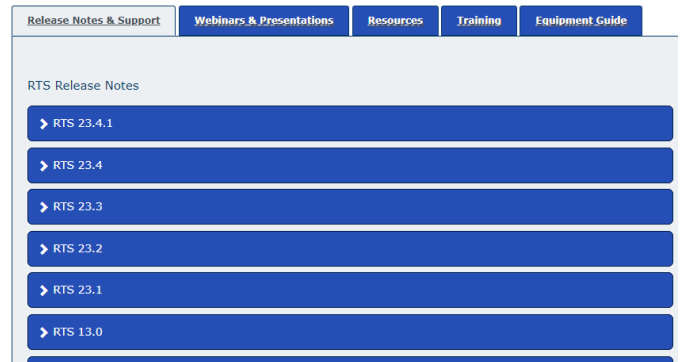 Release Notes & Support Webinars & Presentations Resources Training Equipment Guide
RTS Release Notes
RTS 23.4.1
RTS 23.4
RTS 23.3
RTS 23.2
RTS 23.1
RTS 13.0